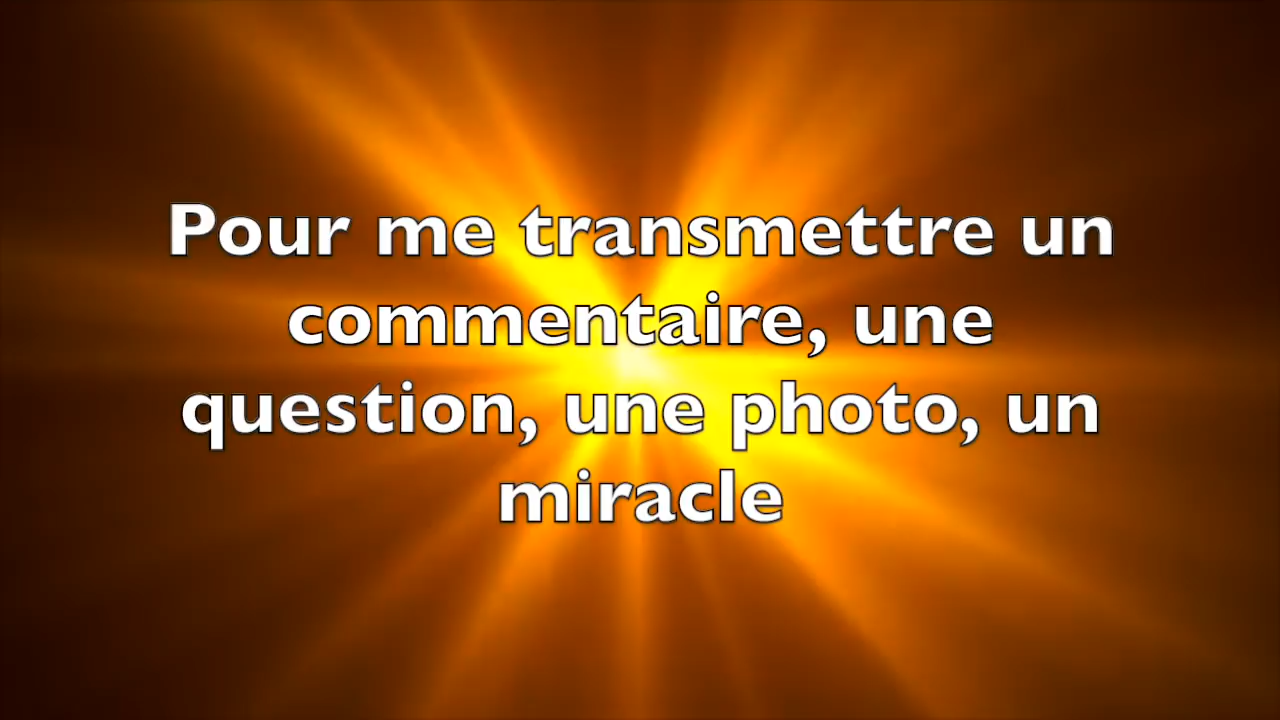 Pour me transmettre un
commentaire, une
question, une photo, un
miracle